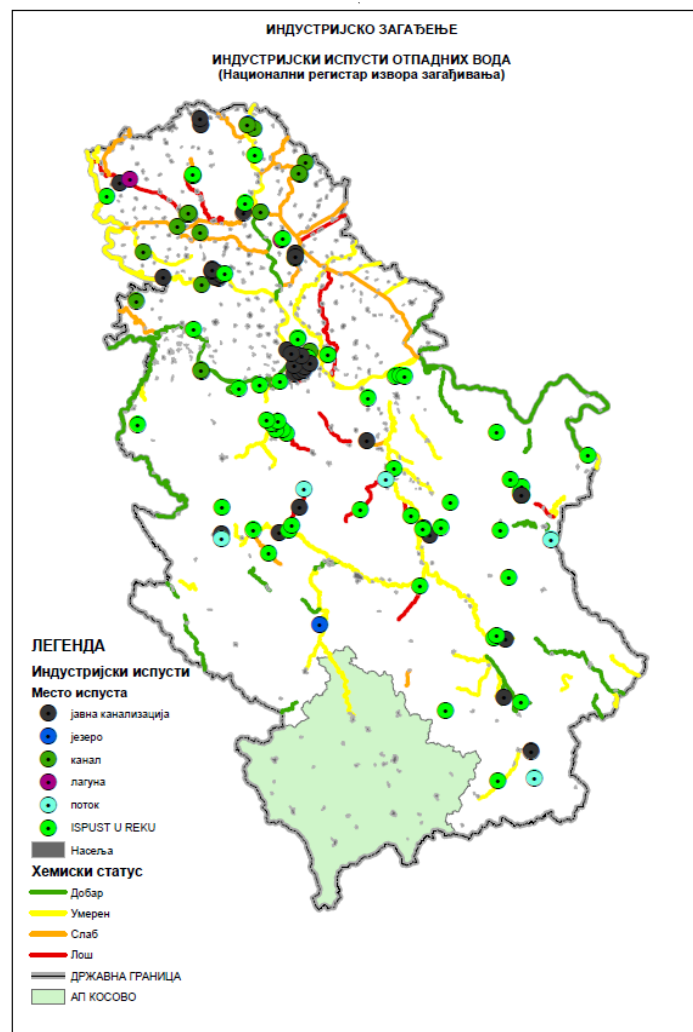 ИНДУСТРИЈСКО ЗАГАЂЕЊЕ
ИНДУСТРИЈСКИ ИСПУСТИ ОТПАДНИХ ВОДА
(Национални регистар извора загађивања)
ЛЕГЕНДА
Индустријски испусти
Место испуста
јавна канализација
језеро
канал
лагуна
поток
ISPUST U REKU
Насеља
Хемиски статус
Добар
Умерен
Слаб
Лош
ДРЖАВНА ГРАНИЦА
АП КОСОВО